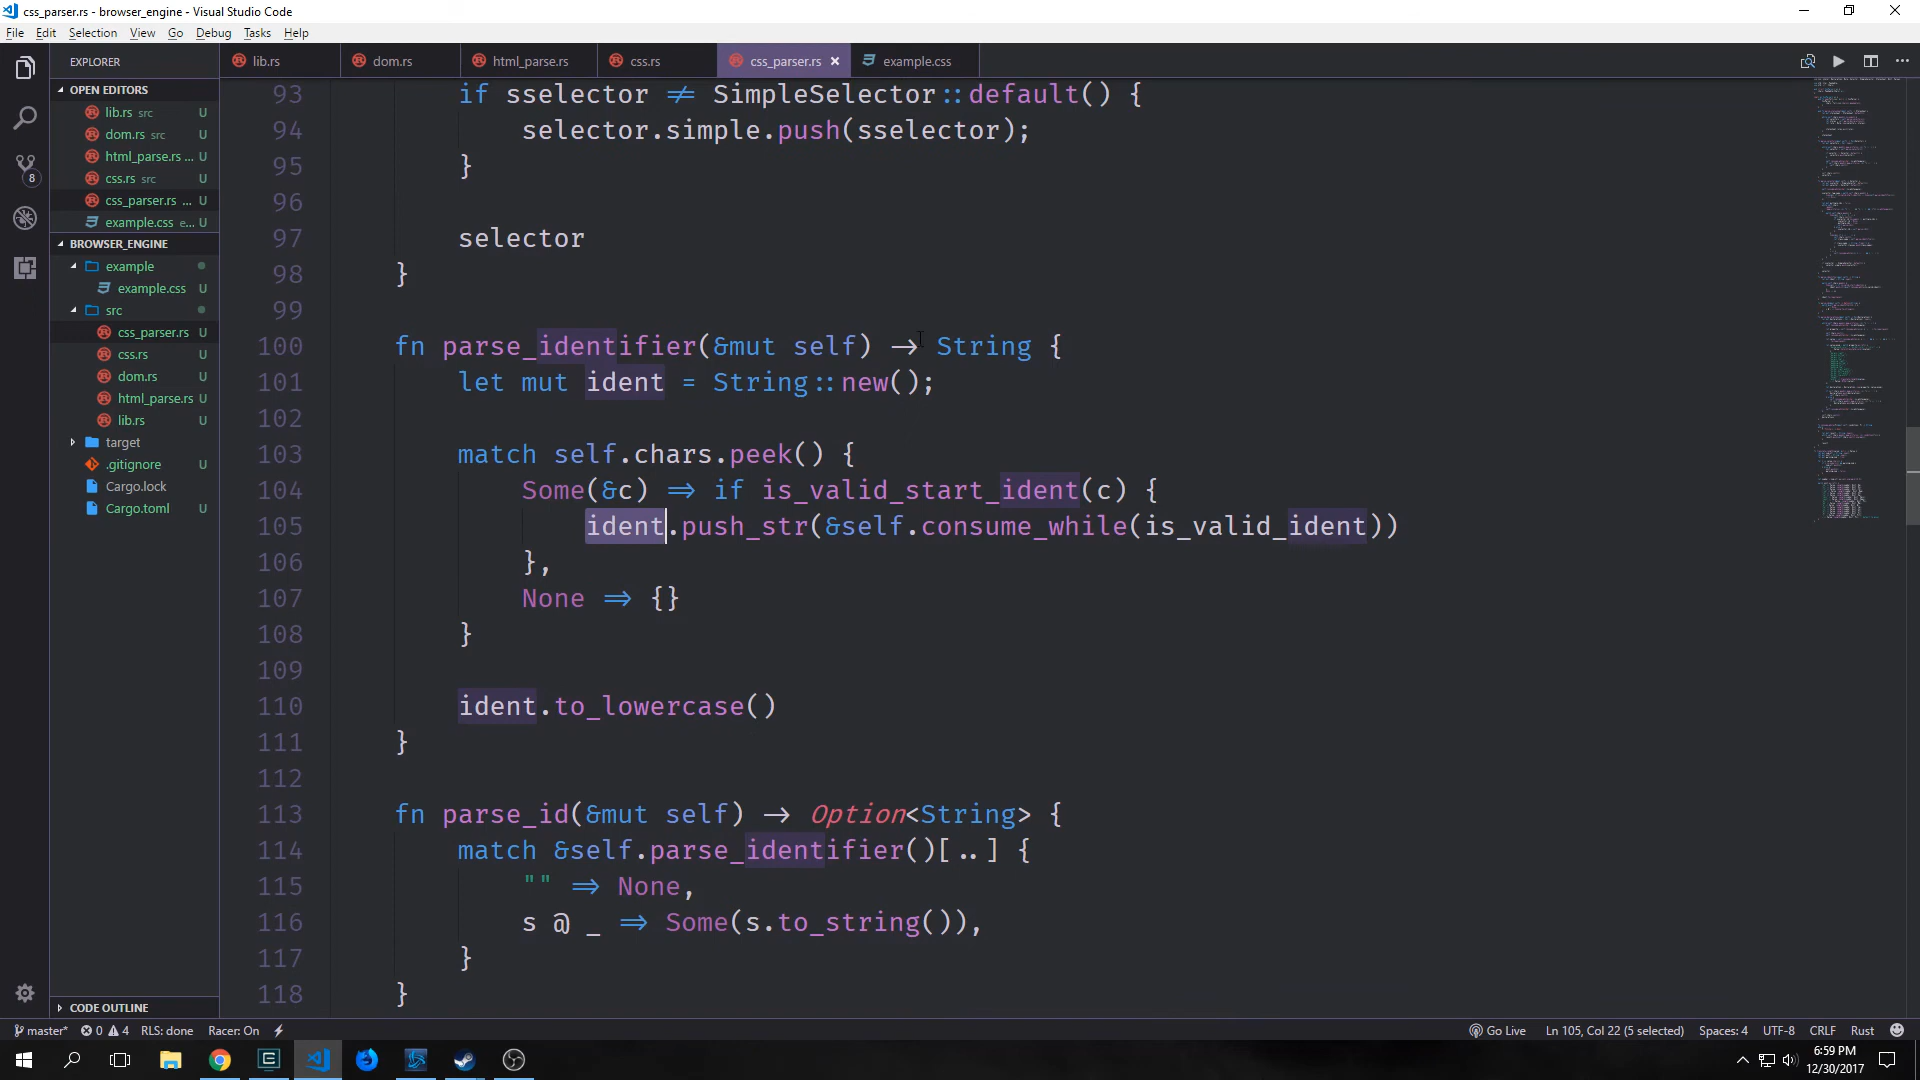 css_parser.rs - browser_engine - Visual Studio Code
File Edit Selection View Go Debug Tasks Help
EXPLORER
OPEN EDITORS
lib.rs src U
dom.rs src U
html_parse.rs ... U
css.rs src U
css_parser.rs ... U
example.css e... U
BROWSER_ENGINE
example
example.css U
src
css_parser.rs U
css.rs U
dom.rs U
html_parse.rs U
lib.rs U
target
.gitignore U
Cargo.lock
Cargo.toml U
CODE OUTLINE
8
lib.rs dom.rs html_parse.rs css.rs css_parser.rs × example.css
93 if sselector ≠ SimpleSelector::default() {
94 selector.simple.push(sselector);
95 }
96
97 selector
98 }
99
100 fn parse_identifier(&mut self) → String {
101 let mut ident = String::new();
102
103 match self.chars.peek() {
104 Some(&c) ⇒ if is_valid_start_ident(c) {
105 ident.push_str(&self.consume_while(is_valid_ident))
106 },
107 None ⇒ {}
108 }
109
110 ident.to_lowercase()
111 }
112
113 fn parse_id(&mut self) → Option<String> {
114 match &self.parse_identifier()[..] {
115 "" ⇒ None,
116 s @ _ ⇒ Some(s.to_string()),
117 }
118 }
master* 0 4 RLS: done Racer: On Go Live Ln 105, Col 22 (5 selected) Spaces: 4 UTF-8 CRLF Rust
6:59 PM
12/30/2017